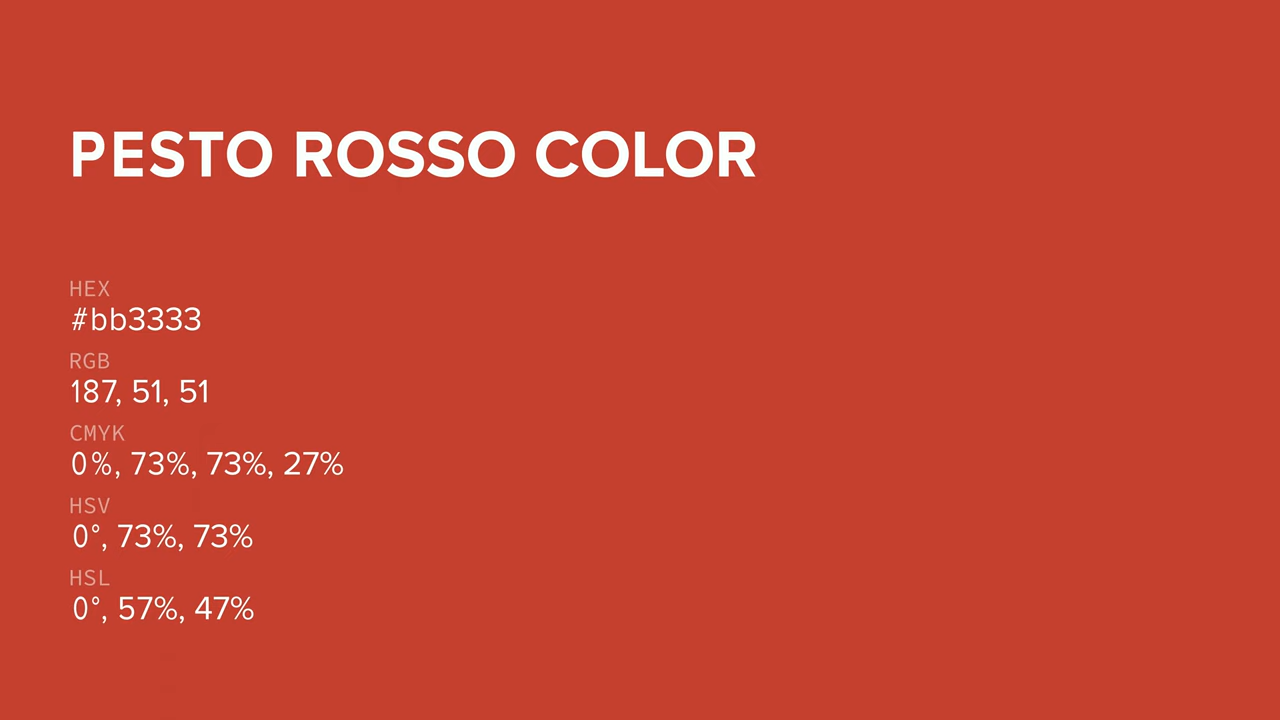 PESTO ROSSO COLOR
HEX
#bb3333
RGB
187, 51, 51
CMYK
0%, 73%, 73%, 27%
HSV
0°, 73%, 73%
HSL
0°, 57%, 47%